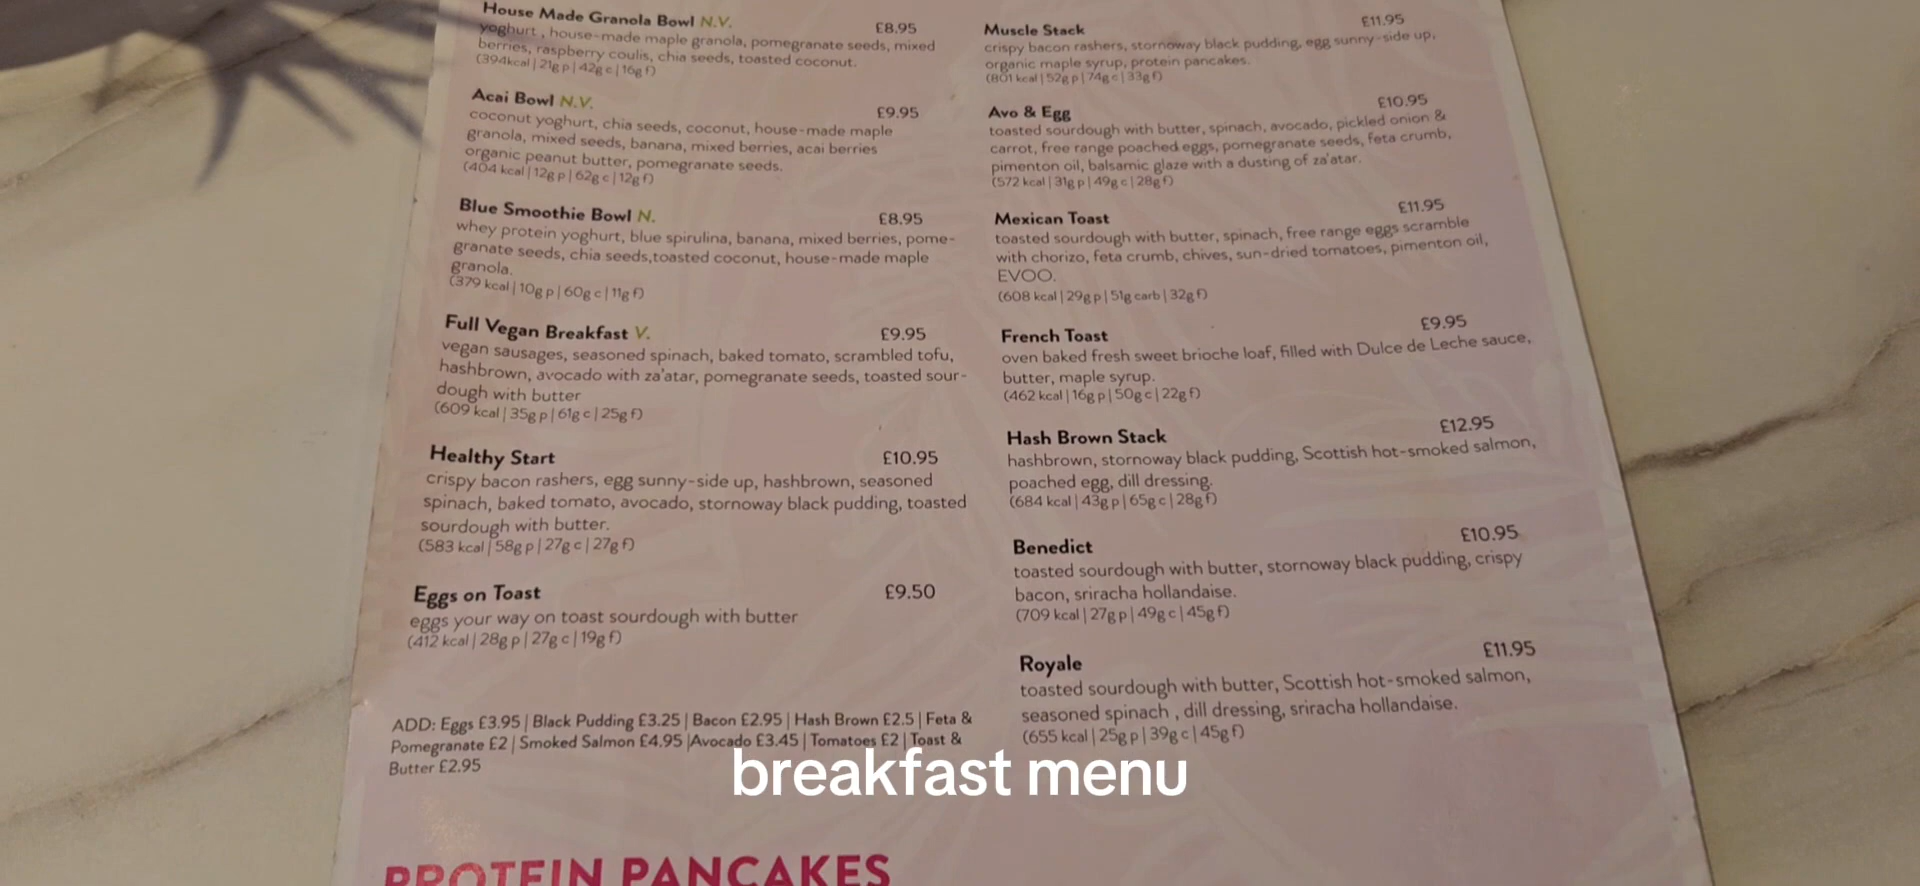 House Made Granola Bowl N.V. £8.95
yoghurt , house-made maple granola, pomegranate seeds, mixed
berries, raspberry coulis, chia seeds, toasted coconut.
(394kcal | 21g p | 42g c | 16g f)
Acai Bowl N.V. £9.95
coconut yoghurt, chia seeds, coconut, house-made maple
granola, mixed seeds, banana, mixed berries, acai berries
organic peanut butter, pomegranate seeds.
(404 kcal | 12g p | 62g c | 12g f)
Blue Smoothie Bowl N. £8.95
whey protein yoghurt, blue spirulina, banana, mixed berries, pome-
granate seeds, chia seeds,toasted coconut, house-made maple
granola.
(379 kcal | 10g p | 60g c | 11g f)
Full Vegan Breakfast V. £9.95
vegan sausages, seasoned spinach, baked tomato, scrambled tofu,
hashbrown, avocado with za'atar, pomegranate seeds, toasted sour-
dough with butter
(609 kcal | 35g p | 61g c | 25g f)
Healthy Start £10.95
crispy bacon rashers, egg sunny-side up, hashbrown, seasoned
spinach, baked tomato, avocado, stornoway black pudding, toasted
sourdough with butter.
(583 kcal | 58g p | 27g c | 27g f)
Eggs on Toast £9.50
eggs your way on toast sourdough with butter
(412 kcal | 28g p | 27g c | 19g f)
ADD: Eggs £3.95 | Black Pudding £3.25 | Bacon £2.95 | Hash Brown £2.5 | Feta &
Pomegranate £2 | Smoked Salmon £4.95 |Avocado £3.45 | Tomatoes £2 | Toast &
Butter £2.95
Muscle Stack £11.95
crispy bacon rashers, stornoway black pudding, egg sunny-side up,
organic maple syrup, protein pancakes.
(801 kcal | 52g p | 74g c | 33g f)
Avo & Egg £10.95
toasted sourdough with butter, spinach, avocado, pickled onion &
carrot, free range poached eggs, pomegranate seeds, feta crumb,
pimenton oil, balsamic glaze with a dusting of za'atar.
(572 kcal | 31g p | 49g c | 28g f)
Mexican Toast £11.95
toasted sourdough with butter, spinach, free range eggs scramble
with chorizo, feta crumb, chives, sun-dried tomatoes, pimenton oil,
EVOO.
(608 kcal | 29g p | 51g carb | 32g f)
French Toast £9.95
oven baked fresh sweet brioche loaf, filled with Dulce de Leche sauce,
butter, maple syrup.
(462 kcal | 16g p | 50g c | 22g f)
Hash Brown Stack £12.95
hashbrown, stornoway black pudding, Scottish hot-smoked salmon,
poached egg, dill dressing.
(684 kcal | 43g p | 65g c | 28g f)
Benedict £10.95
toasted sourdough with butter, stornoway black pudding, crispy
bacon, sriracha hollandaise.
(709 kcal | 27g p | 49g c | 45g f)
Royale £11.95
toasted sourdough with butter, Scottish hot-smoked salmon,
seasoned spinach , dill dressing, sriracha hollandaise.
(655 kcal | 25g p | 39g c | 45g f)
breakfast menu
PROTEIN PANCAKES